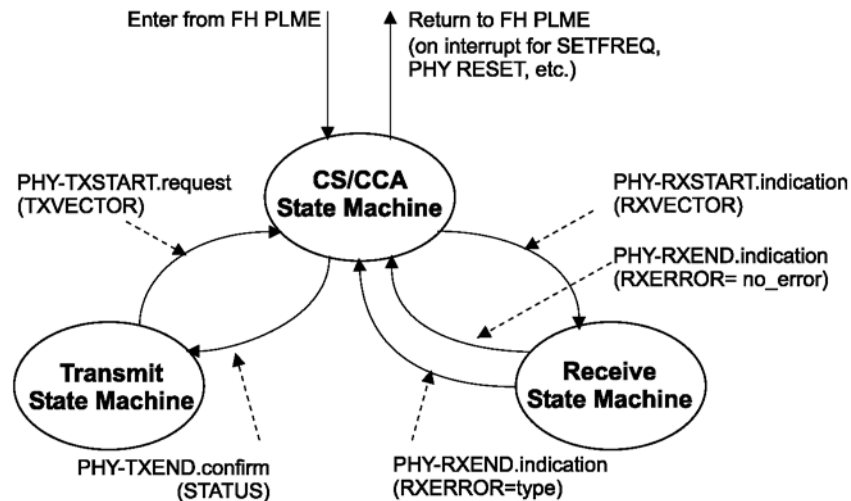 Enter from FH PLME
Return to FH PLME
(on interrupt for SETFREQ,
PHY RESET, etc.)
CS/CCA
State Machine
PHY-TXSTART.request
(TXVECTOR)
PHY-RXSTART.indication
(RXVECTOR)
PHY-RXEND.indication
(RXERROR= no_error)
Transmit
State Machine
Receive
State Machine
PHY-TXEND.confirm
(STATUS)
PHY-RXEND.indication
(RXERROR=type)